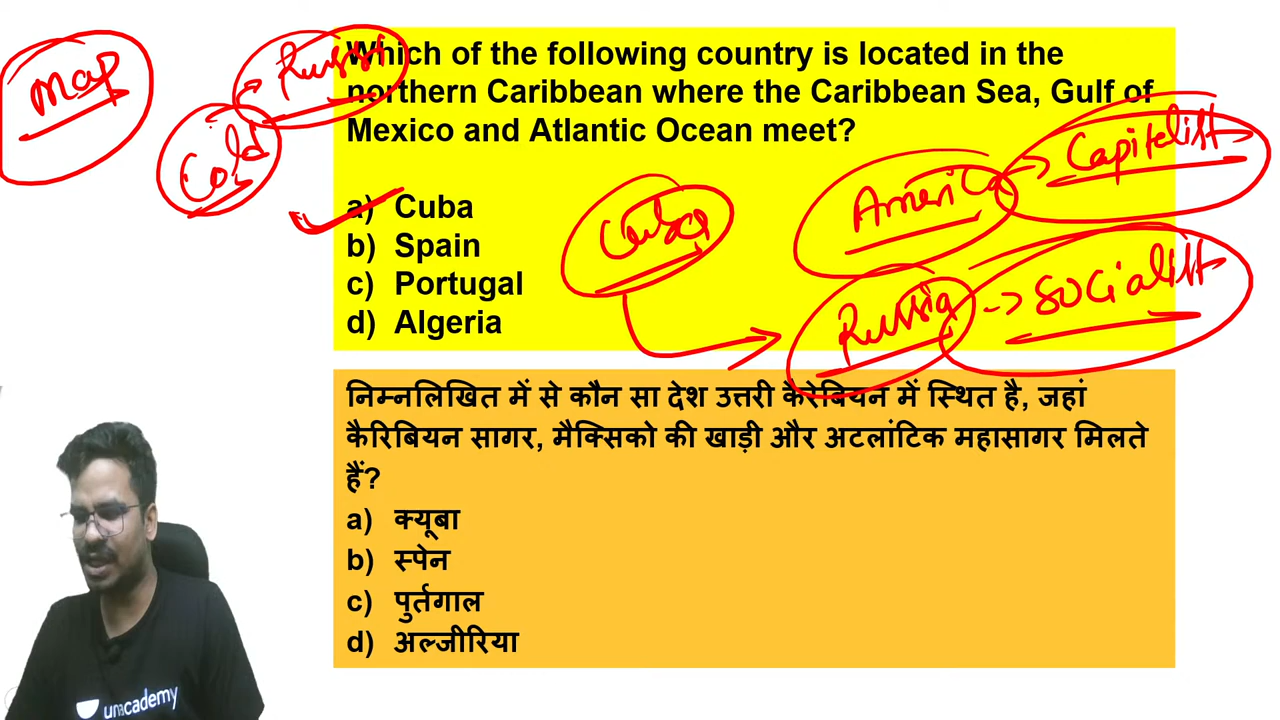 map
Cold
→ Russia
Which of the following country is located in the
northern Caribbean where the Caribbean Sea, Gulf of
Mexico and Atlantic Ocean meet?
a) Cuba
b) Spain
c) Portugal
d) Algeria
Cuba
America → Capitalist
Russia → Socialist
निम्नलिखित में से कौन सा देश उत्तरी कैरेबियन में स्थित है, जहां
कैरिबियन सागर, मैक्सिको की खाड़ी और अटलांटिक महासागर मिलते
हैं?
a) क्यूबा
b) स्पेन
c) पुर्तगाल
d) अल्जीरिया
unacademy